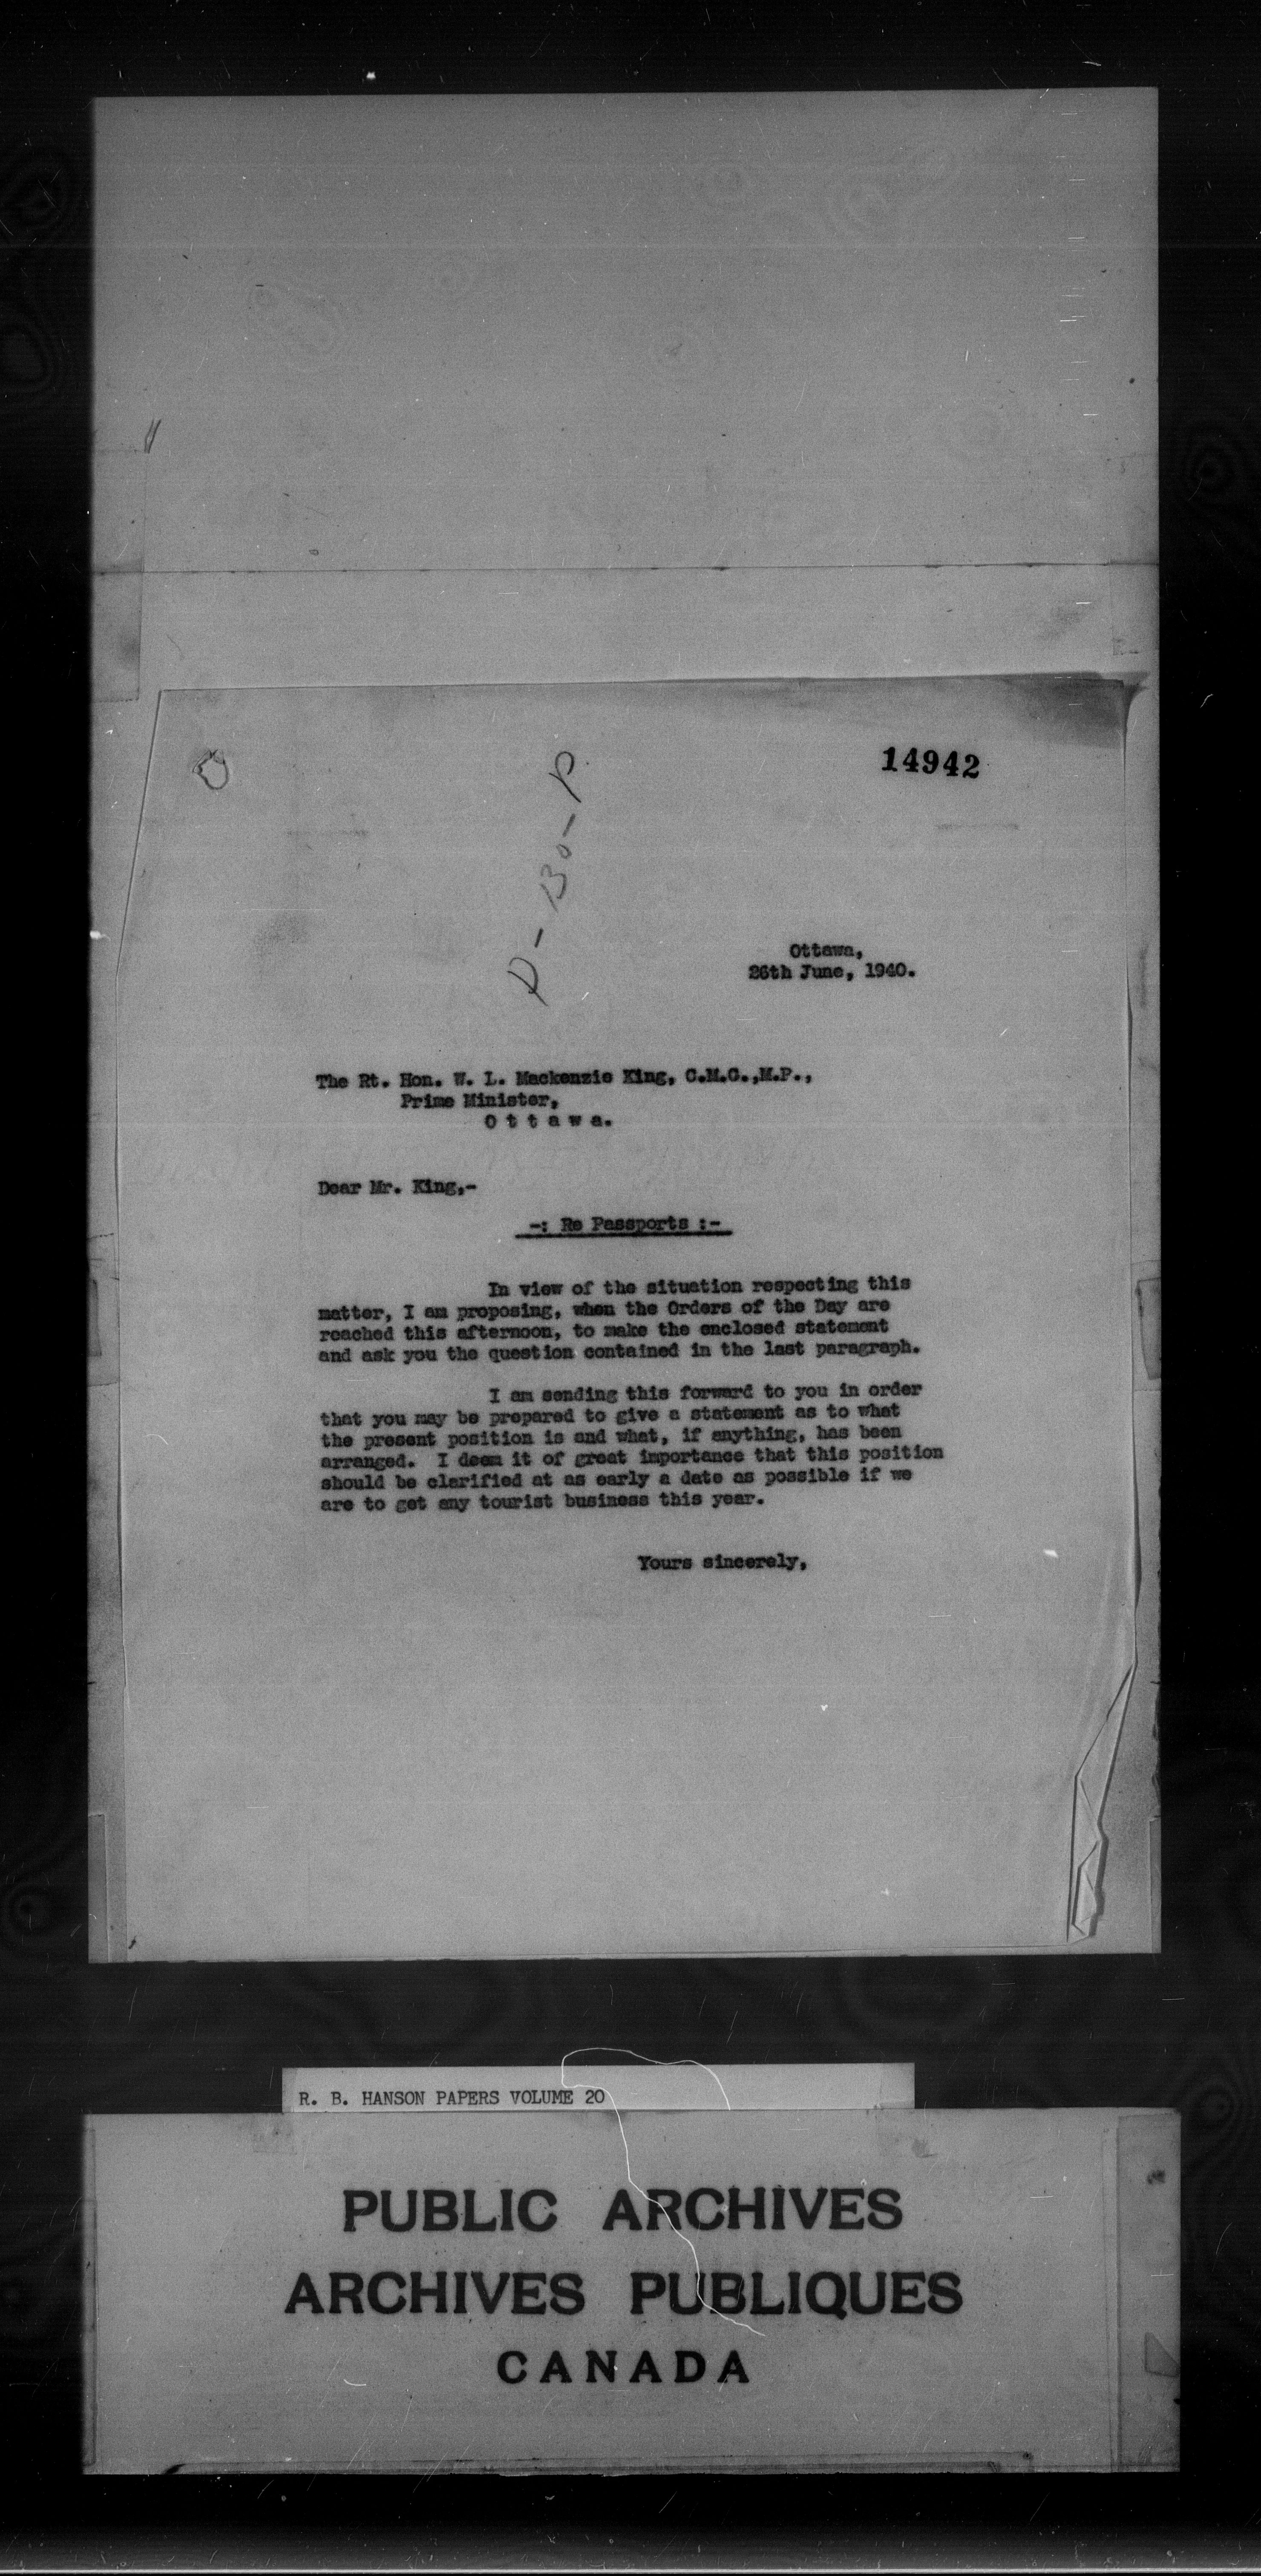 14942
D-130-P
Ottawa,
26th June, 1940.
The Rt. Hon. W. L. Mackenzie King, C.M.G.,M.P.,
Prime Minister,
O t t a w a.
Dear Mr. King,-
-: Re Passports :-
In view of the situation respecting this
matter, I am proposing, when the Orders of the Day are
reached this afternoon, to make the enclosed statement
and ask you the question contained in the last paragraph.
I am sending this forward to you in order
that you may be prepared to give a statement as to what
the present position is and what, if anything, has been
arranged. I deem it of great importance that this position
should be clarified at as early a date as possible if we
are to get any tourist business this year.
Yours sincerely,
R. B. HANSON PAPERS VOLUME 20
PUBLIC ARCHIVES
ARCHIVES PUBLIQUES
CANADA